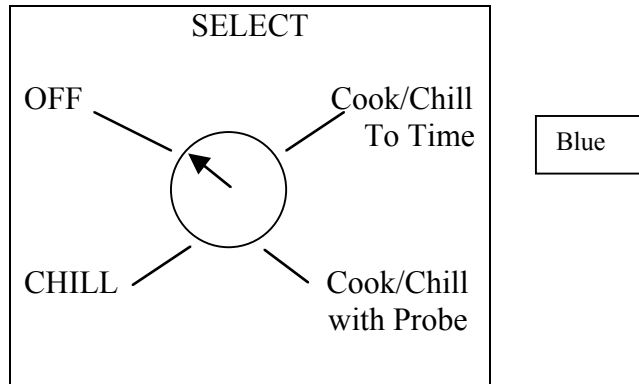 SELECT
OFF
Cook/Chill
To Time
Blue
CHILL
Cook/Chill
with Probe